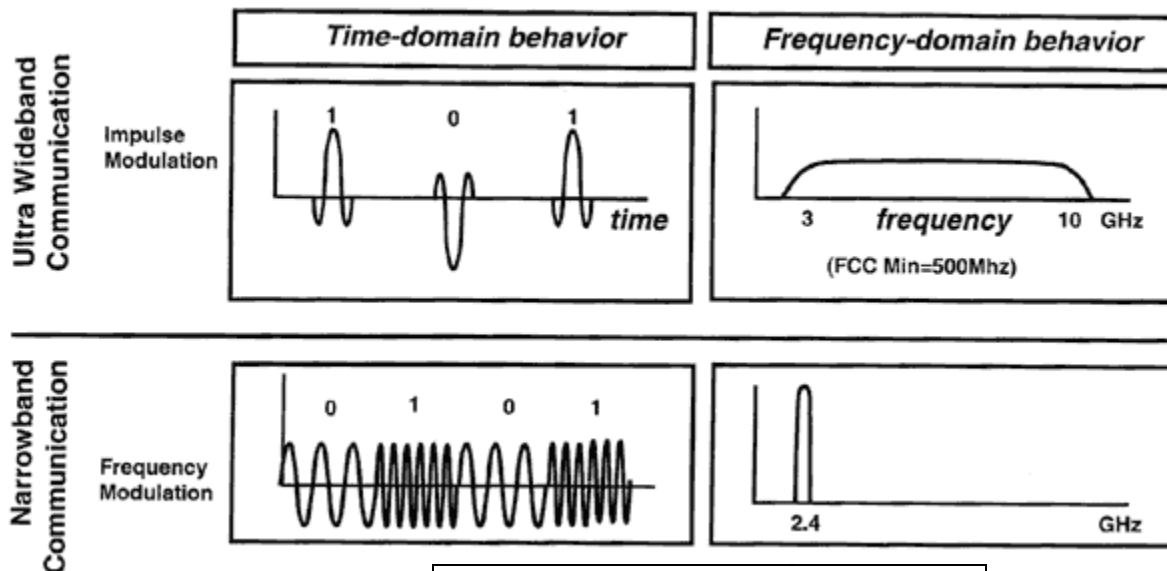 Time-domain behavior
Frequency-domain behavior
Ultra Wideband
Communication
Impulse
Modulation
1 0 1
time
3 frequency 10 GHz
(FCC Min=500Mhz)
Narrowband
Communication
Frequency
Modulation
0 1 0 1
2.4 GHz